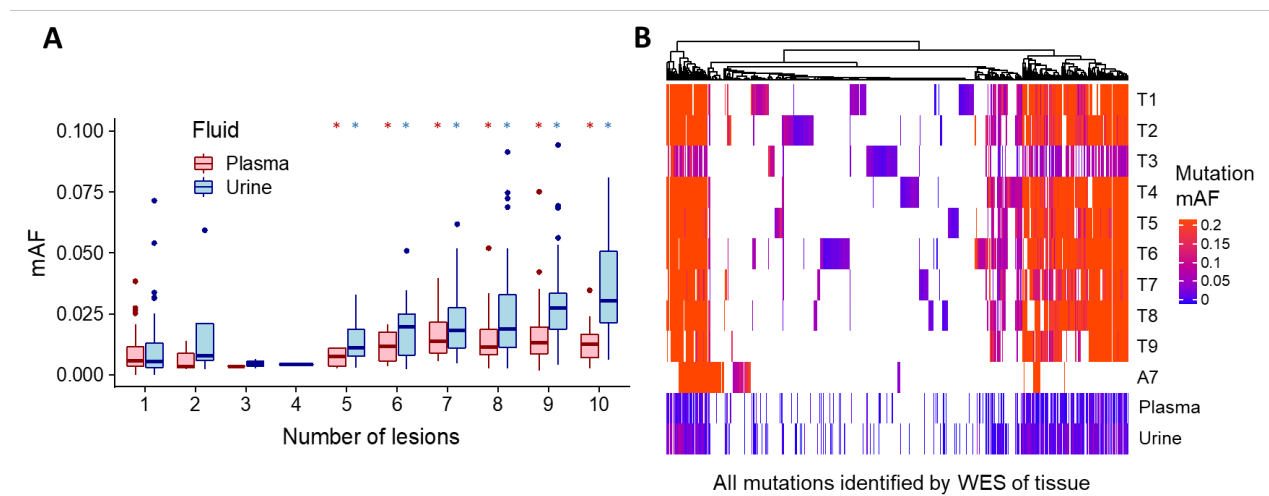 A
Fluid
Plasma
Urine
* * * * * * * * * * * *
0.100
0.075
0.050
0.025
0.000
mAF
1 2 3 4 5 6 7 8 9 10
Number of lesions
B
T1
T2
T3
T4
T5
T6
T7
T8
T9
A7
Plasma
Urine
Mutation
mAF
0.2
0.15
0.1
0.05
0
All mutations identified by WES of tissue